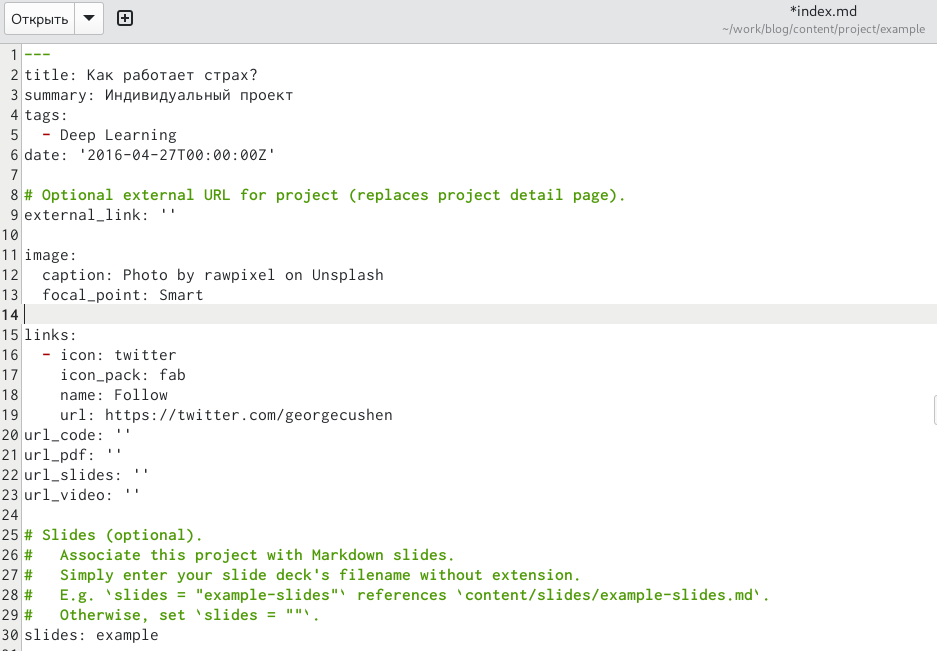 Открыть
*index.md
~/work/blog/content/project/example
1 ---
2 title: Как работает страх?
3 summary: Индивидуальный проект
4 tags:
5   - Deep Learning
6 date: '2016-04-27T00:00:00Z'
7
8 # Optional external URL for project (replaces project detail page).
9 external_link: ''
10
11 image:
12   caption: Photo by rawpixel on Unsplash
13   focal_point: Smart
14
15 links:
16   - icon: twitter
17     icon_pack: fab
18     name: Follow
19     url: https://twitter.com/georgecushen
20 url_code: ''
21 url_pdf: ''
22 url_slides: ''
23 url_video: ''
24
25 # Slides (optional).
26 #   Associate this project with Markdown slides.
27 #   Simply enter your slide deck's filename without extension.
28 #   E.g. `slides = "example-slides"` references `content/slides/example-slides.md`.
29 #   Otherwise, set `slides = ""`.
30 slides: example